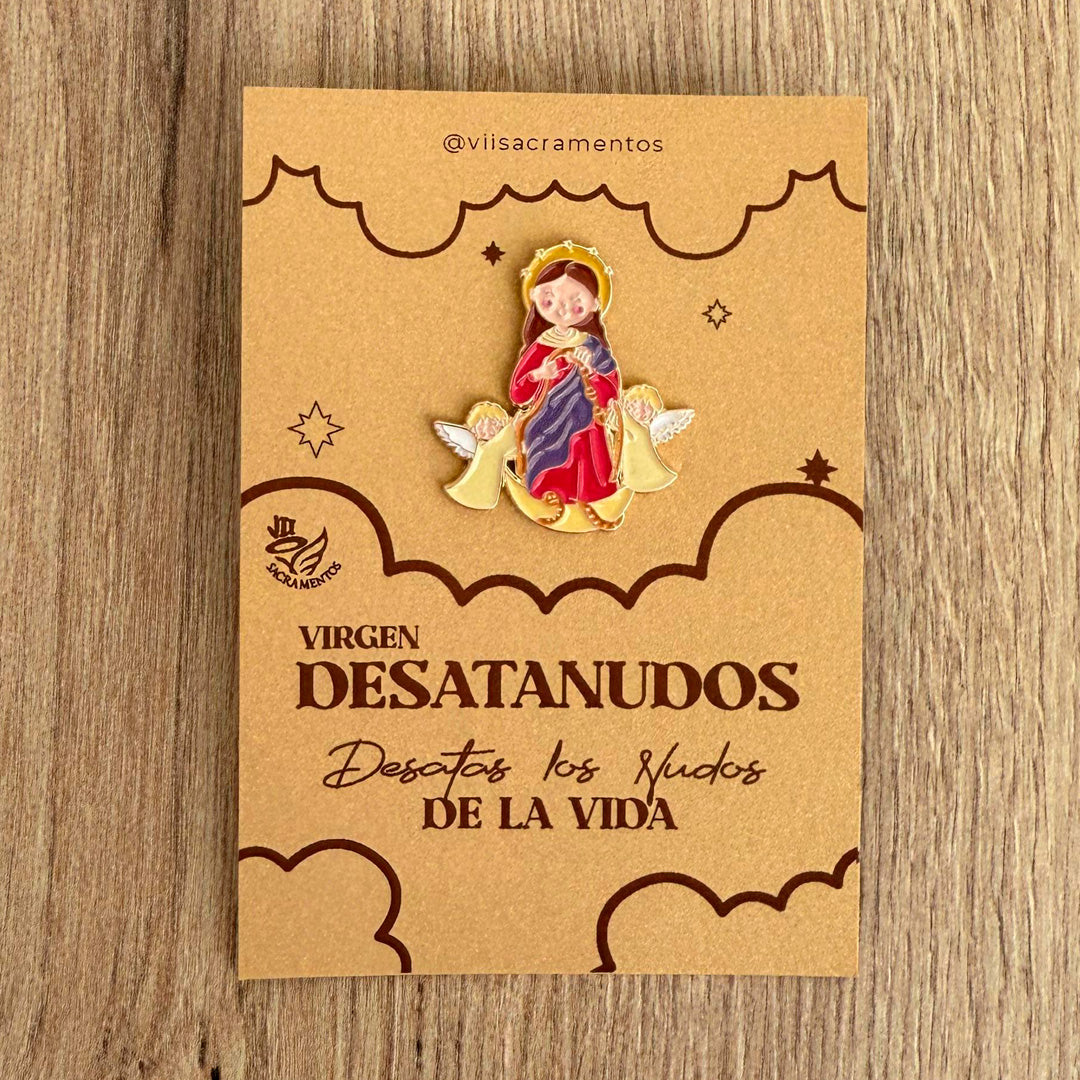 @viisacramentos
VII
SACRAMENTOS
VIRGEN
DESATANUDOS
Desatas los Nudos
DE LA VIDA